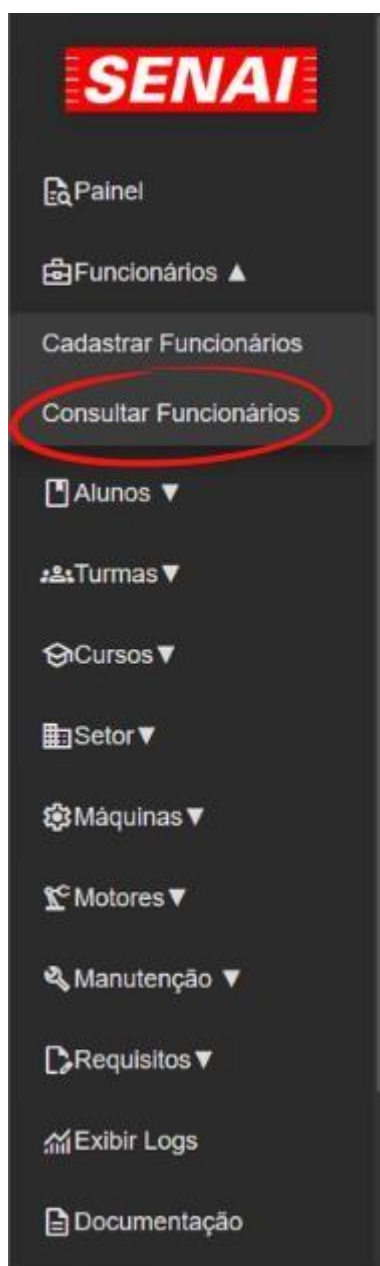 SENAI
Painel
Funcionários ▲
Cadastrar Funcionários
Consultar Funcionários
Alunos ▼
Turmas▼
Cursos▼
Setor▼
Máquinas▼
Motores▼
Manutenção ▼
Requisitos▼
Exibir Logs
Documentação